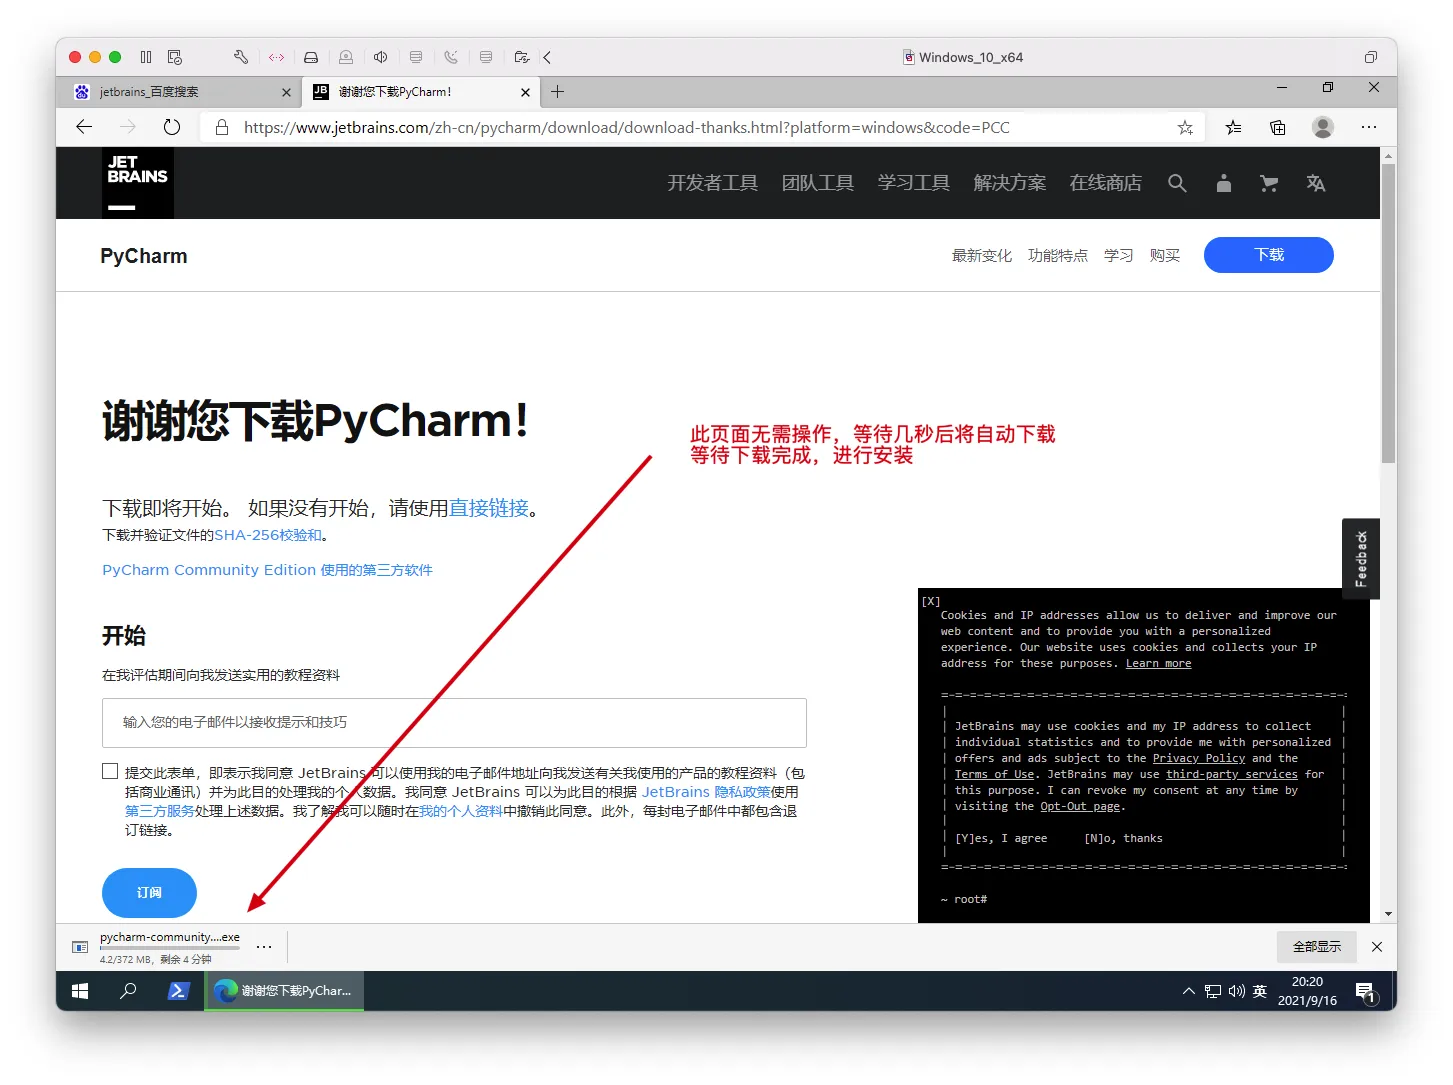 Windows_10_x64
jetbrains_百度搜索
JB
谢谢您下载PyCharm!
https://www.jetbrains.com/zh-cn/pycharm/download/download-thanks.html?platform=windows&code=PCC
JET
BRAINS
开发者工具 团队工具 学习工具 解决方案 在线商店
PyCharm
最新变化 功能特点 学习 购买 下载
谢谢您下载PyCharm!
此页面无需操作，等待几秒后将自动下载
等待下载完成，进行安装
下载即将开始。 如果没有开始，请使用直接链接。
下载并验证文件的SHA-256校验和。
PyCharm Community Edition 使用的第三方软件
Feedback
开始
在我评估期间向我发送实用的教程资料
输入您的电子邮件以接收提示和技巧
提交此表单，即表示我同意 JetBrains 可以使用我的电子邮件地址向我发送有关我使用的产品的教程资料（包
括商业通讯）并为此目的处理我的个人数据。我同意 JetBrains 可以为此目的根据 JetBrains 隐私政策使用
第三方服务处理上述数据。我了解我可以随时在我的个人资料中撤销此同意。此外，每封电子邮件中都包含退
订链接。
订阅
[X]
Cookies and IP addresses allow us to deliver and improve our
web content and to provide you with a personalized
experience. Our website uses cookies and collects your IP
address for these purposes. Learn more
JetBrains may use cookies and my IP address to collect
individual statistics and to provide me with personalized
offers and ads subject to the Privacy Policy and the
Terms of Use. JetBrains may use third-party services for
this purpose. I can revoke my consent at any time by
visiting the Opt-Out page.
[Y]es, I agree [N]o, thanks
~ root#
pycharm-community....exe
4.2/372 MB，剩余 4 分钟
全部显示
谢谢您下载PyChar...
英
20:20
2021/9/16
1